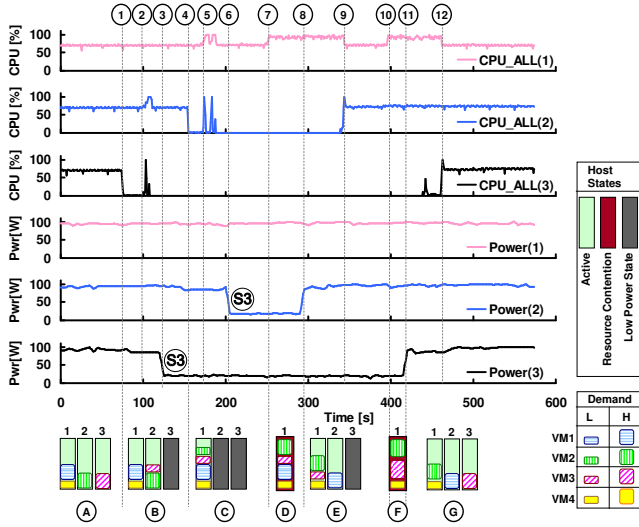 1 2 3 4 5 6 7 8 9 10 11 12
CPU [%]
100
50
0
CPU_ALL(1)
CPU [%]
100
50
0
CPU_ALL(2)
CPU [%]
100
50
0
CPU_ALL(3)
Pwr[W]
100
50
0
Power(1)
Pwr[W]
100
50
0
S3
Power(2)
Pwr[W]
100
50
0
S3
Power(3)
0 100 200 300 400 500 600
Time [s]
Host
States
Active
Resource Contention
Low Power State
1 2 3
1 2 3
1 2 3
1
1 2 3
1
1 2 3
A B C D E F G
Demand
L H
VM1
VM2
VM3
VM4